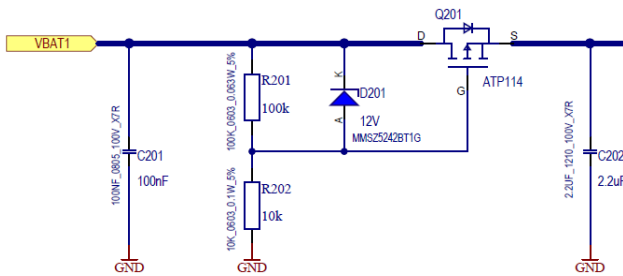 Q201
VBAT1
D
S
ATP114
G
100NF_0805_100V_X7R
C201
100nF
100K_0603_0.063W_5%
R201
100k
K
D201
A
12V
MMSZ5242BT1G
10K_0603_0.1W_5%
R202
10k
2.2UF_1210_100V_X7R
C202
2.2uF
GND
GND
GND